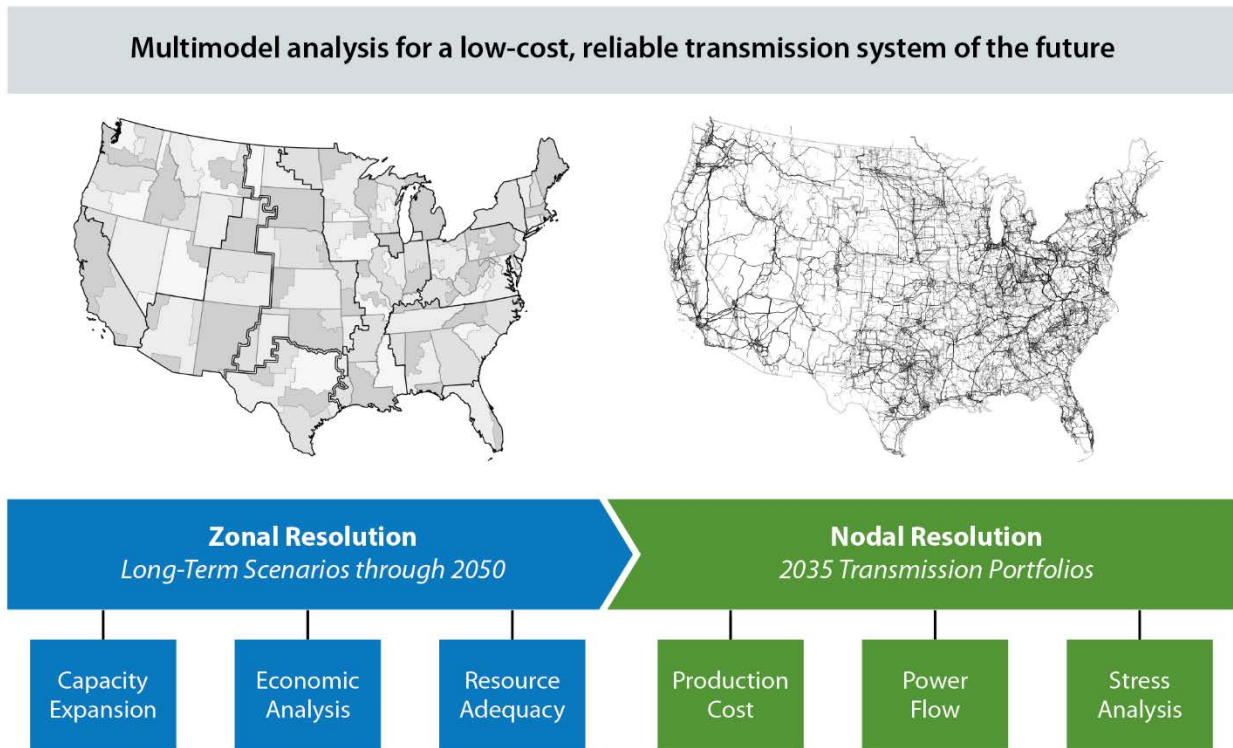 Multimodel analysis for a low-cost, reliable transmission system of the future
Zonal Resolution
Long-Term Scenarios through 2050
Nodal Resolution
2035 Transmission Portfolios
Capacity
Expansion
Economic
Analysis
Resource
Adequacy
Production
Cost
Power
Flow
Stress
Analysis